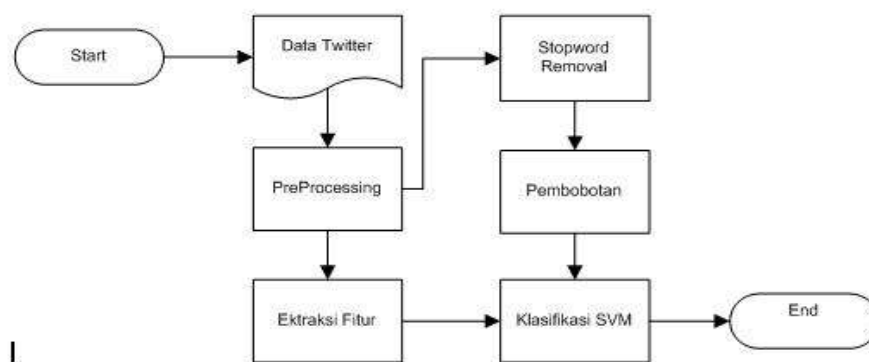 Start
Data Twitter
Stopword
Removal
PreProcessing
Pembobotan
Ektraksi Fitur
Klasifikasi SVM
End